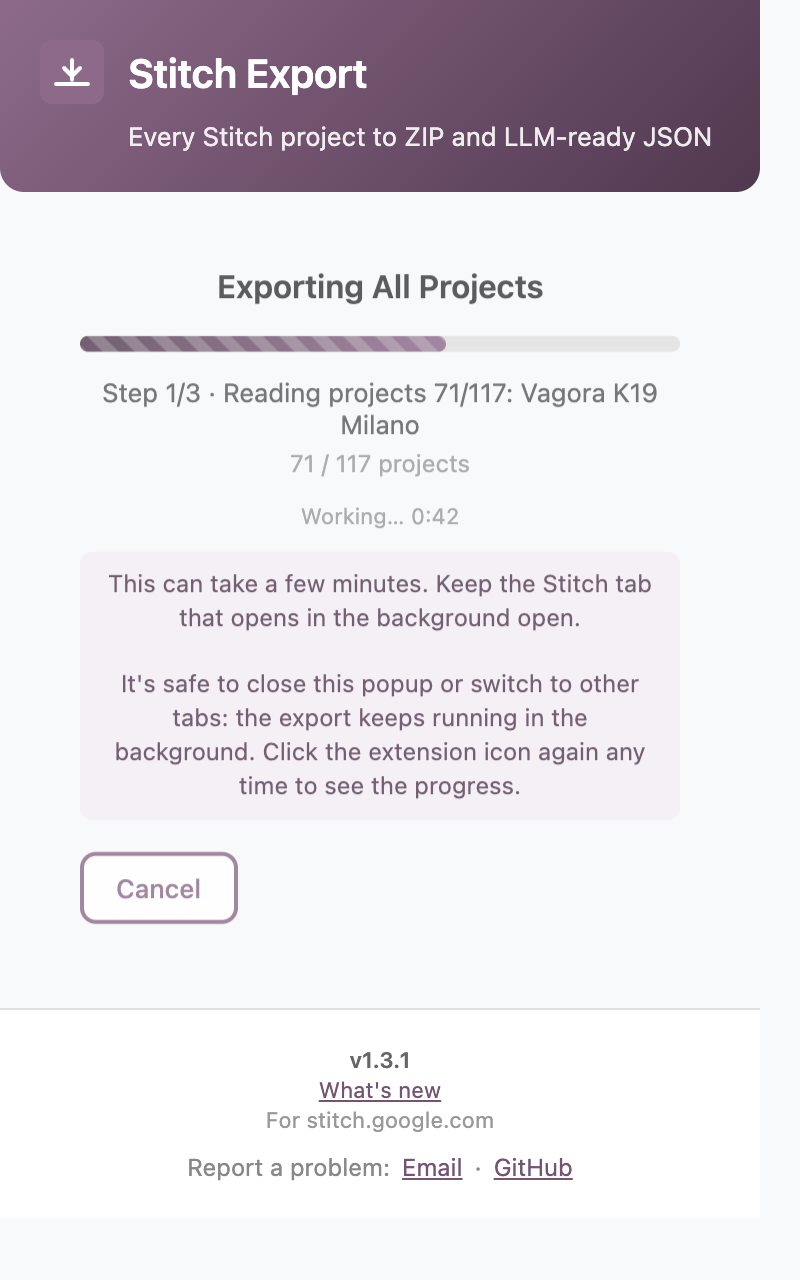 Stitch Export
Every Stitch project to ZIP and LLM-ready JSON
Exporting All Projects
Step 1/3 · Reading projects 71/117: Vagora K19
Milano
71 / 117 projects
Working... 0:42
This can take a few minutes. Keep the Stitch tab
that opens in the background open.
It's safe to close this popup or switch to other
tabs: the export keeps running in the
background. Click the extension icon again any
time to see the progress.
Cancel
v1.3.1
What's new
For stitch.google.com
Report a problem: Email · GitHub